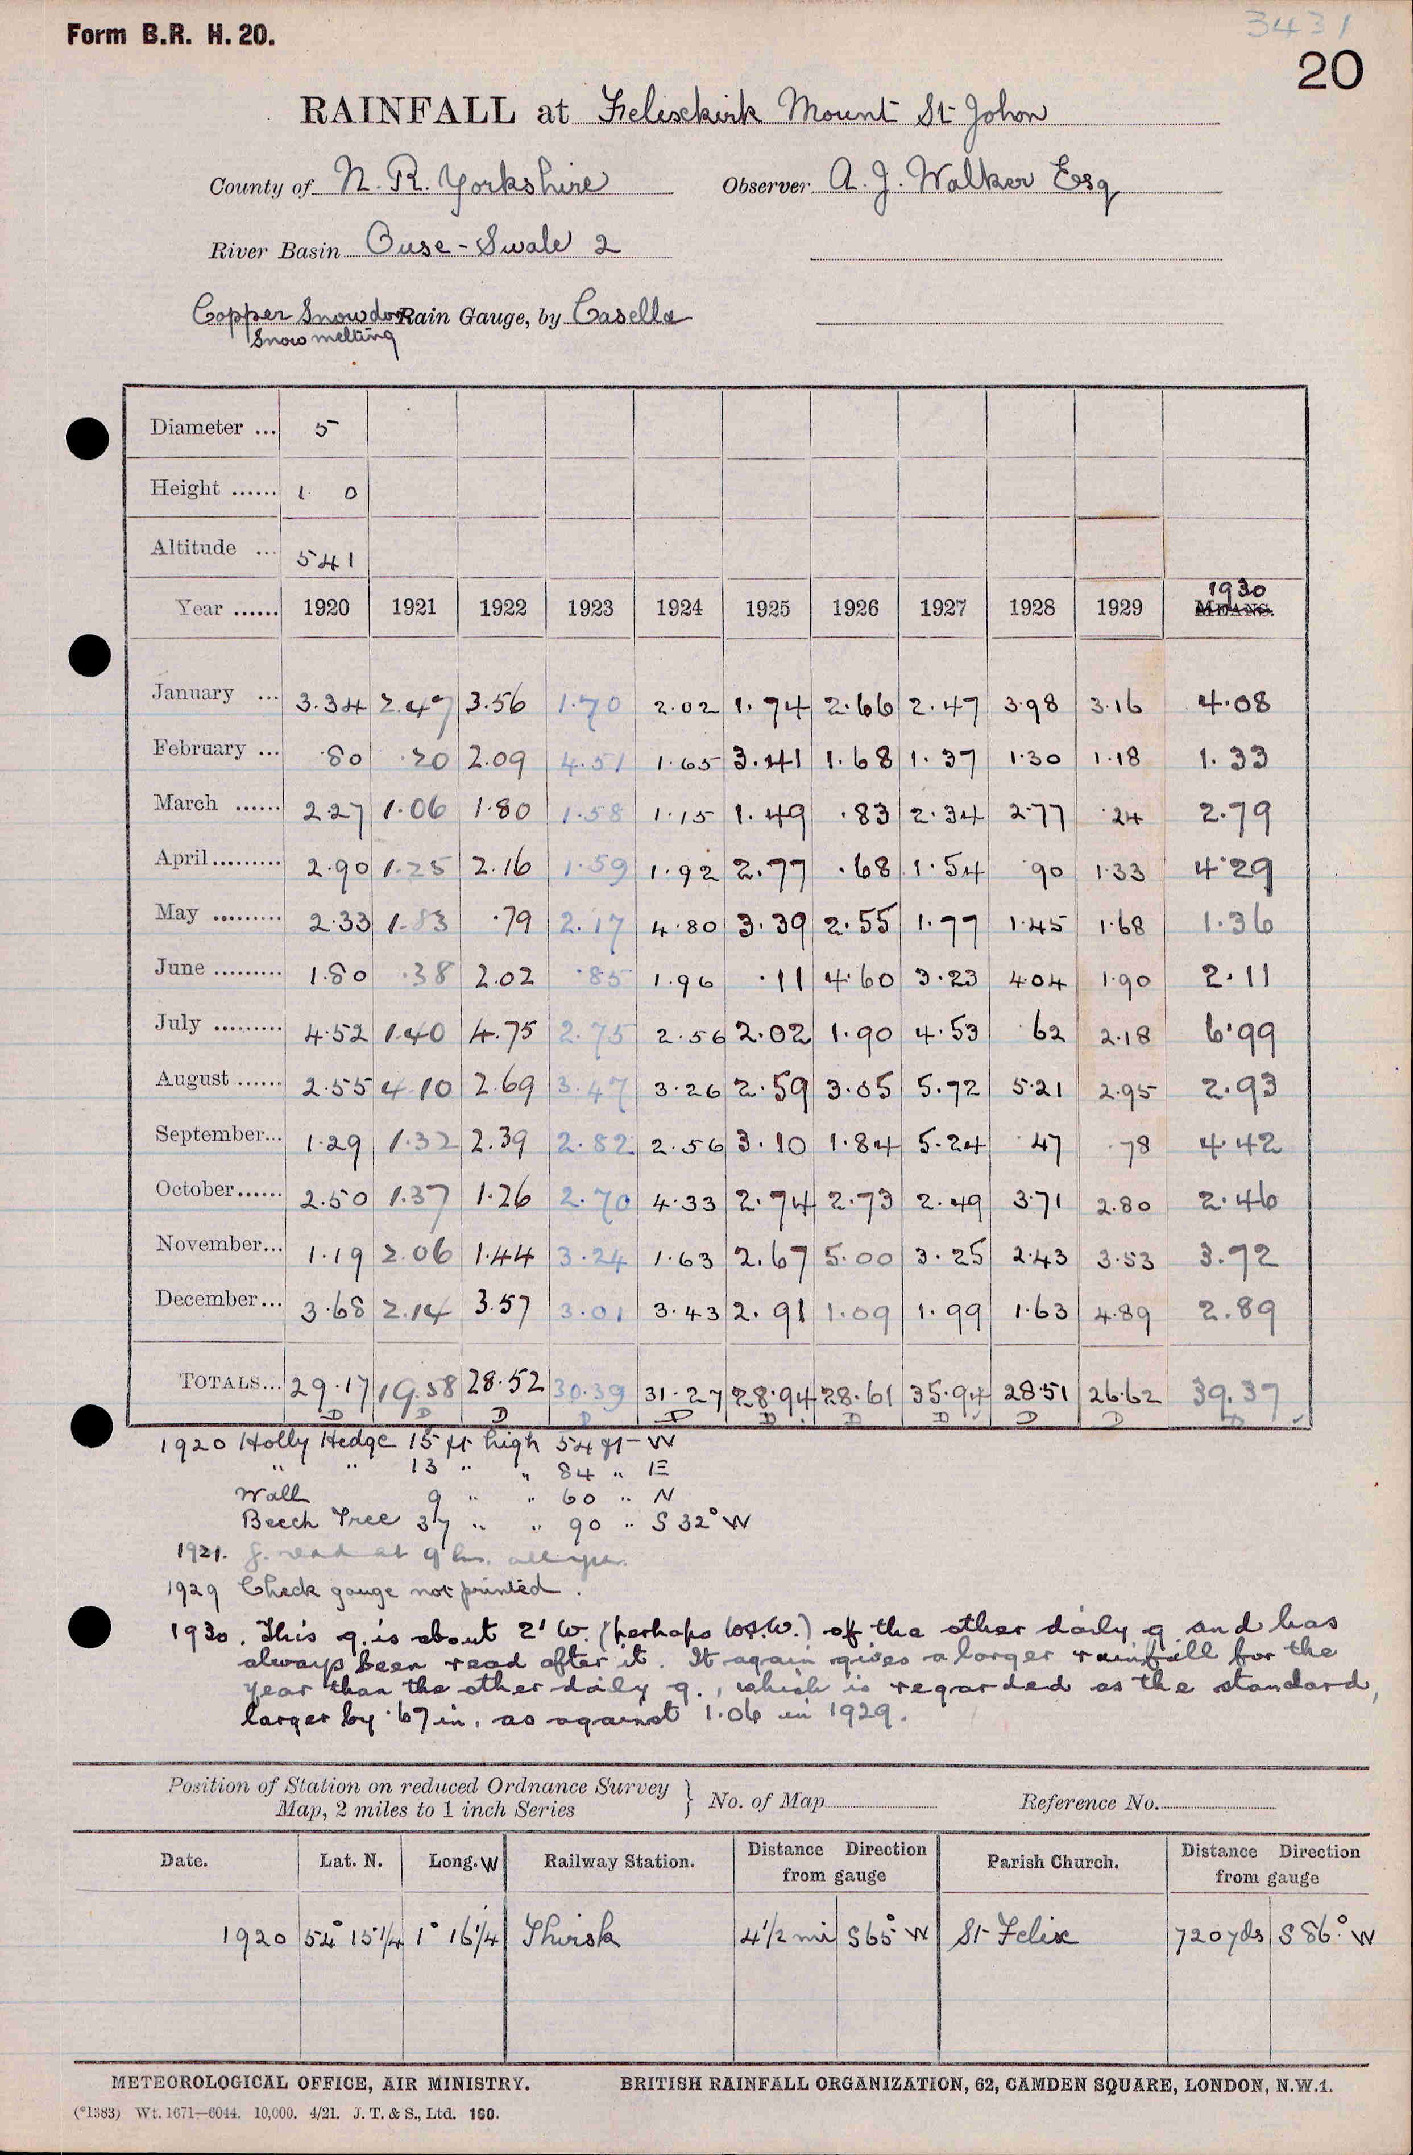 Form B.R. H. 20.
3431
20
RAINFALL at Felixkirk Mount St John
County of N. R. Yorkshire Observer A. J. Walker Esq
River Basin Ouse - Swale 2
Copper Snowdon Rain Gauge, by Casella
Snow melting
Diameter ... 5
Height ...... 1 0
Altitude ... 541
Year ...... 1920 1921 1922 1923 1924 1925 1926 1927 1928 1929 1930 MEANS.
January ... 3.34 2.47 3.56 1.70 2.02 1.74 2.66 2.47 3.98 3.16 4.08
February ... .80 .20 2.09 4.51 1.65 3.41 1.68 1.37 1.30 1.18 1.33
March ...... 2.27 1.06 1.80 1.58 1.15 1.49 .83 2.34 2.77 .24 2.79
April ......... 2.90 1.25 2.16 1.59 1.92 2.77 .68 1.54 .90 1.33 4.29
May ......... 2.33 1.83 .79 2.17 4.80 3.39 2.55 1.77 1.45 1.68 1.36
June ......... 1.80 .38 2.02 .85 1.96 .11 4.60 3.23 4.04 1.90 2.11
July ......... 4.52 1.40 4.75 2.75 2.56 2.02 1.90 4.53 .62 2.18 6.99
August ...... 2.55 4.10 2.69 3.47 3.26 2.59 3.05 5.72 5.21 2.95 2.93
September... 1.29 1.32 2.39 2.82 2.56 3.10 1.84 5.24 .47 .78 4.42
October...... 2.50 1.37 1.26 2.70 4.33 2.74 2.73 2.49 3.71 2.80 2.46
November... 1.19 2.06 1.44 3.24 1.63 2.67 5.00 3.25 2.43 3.53 3.72
December... 3.68 2.14 3.57 3.01 3.43 2.91 1.09 1.99 1.63 4.89 2.89
TOTALS... 29.17 19.58 28.52 30.39 31.27 28.94 28.61 35.94 28.51 26.62 39.37
D D D D D D D D D D D
1920 Holly Hedge 15 ft high 54 ft W
" " 13 " " 84 " E
Wall 9 " " 60 " N
Beech Tree 37 " " 90 " S 32° W
1921. g. read at 9 hrs. all yr.
1929 Check gauge not printed.
1930. This g. is about 2' W. (perhaps W.S.W.) of the other daily g and has
always been read after it. It again gives a larger rainfall for the
year than the other daily g., which is regarded as the standard,
larger by .67 in. as against 1.06 in 1929.
Position of Station on reduced Ordnance Survey
Map, 2 miles to 1 inch Series } No. of Map Reference No.
Date. Lat. N. Long. W Railway Station. Distance Direction from gauge Parish Church. Distance Direction from gauge
1920 54° 15 1/4 1° 16 1/4 Thirsk 4 1/2 mi S 65° W St Felix 720 yds S 86° W
METEOROLOGICAL OFFICE, AIR MINISTRY. BRITISH RAINFALL ORGANIZATION, 62, CAMDEN SQUARE, LONDON, N.W.1.
(*1383) Wt. 1671—6044. 10,000. 4/21. J. T. & S., Ltd. 160.